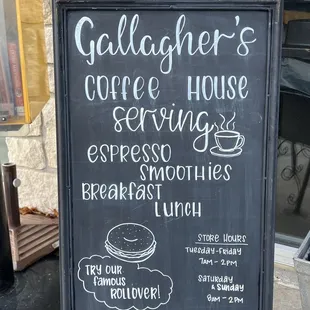 Gallagher's
COFFEE HOUSE
serving
ESPRESSO
SMOOTHIES
BREAKFAST
LUNCH
STORE HOURS
TUESDAY-FRIDAY
7AM - 2PM
SATURDAY
& SUNDAY
8AM - 2PM
TRY OUR
famous
ROLLOVER!